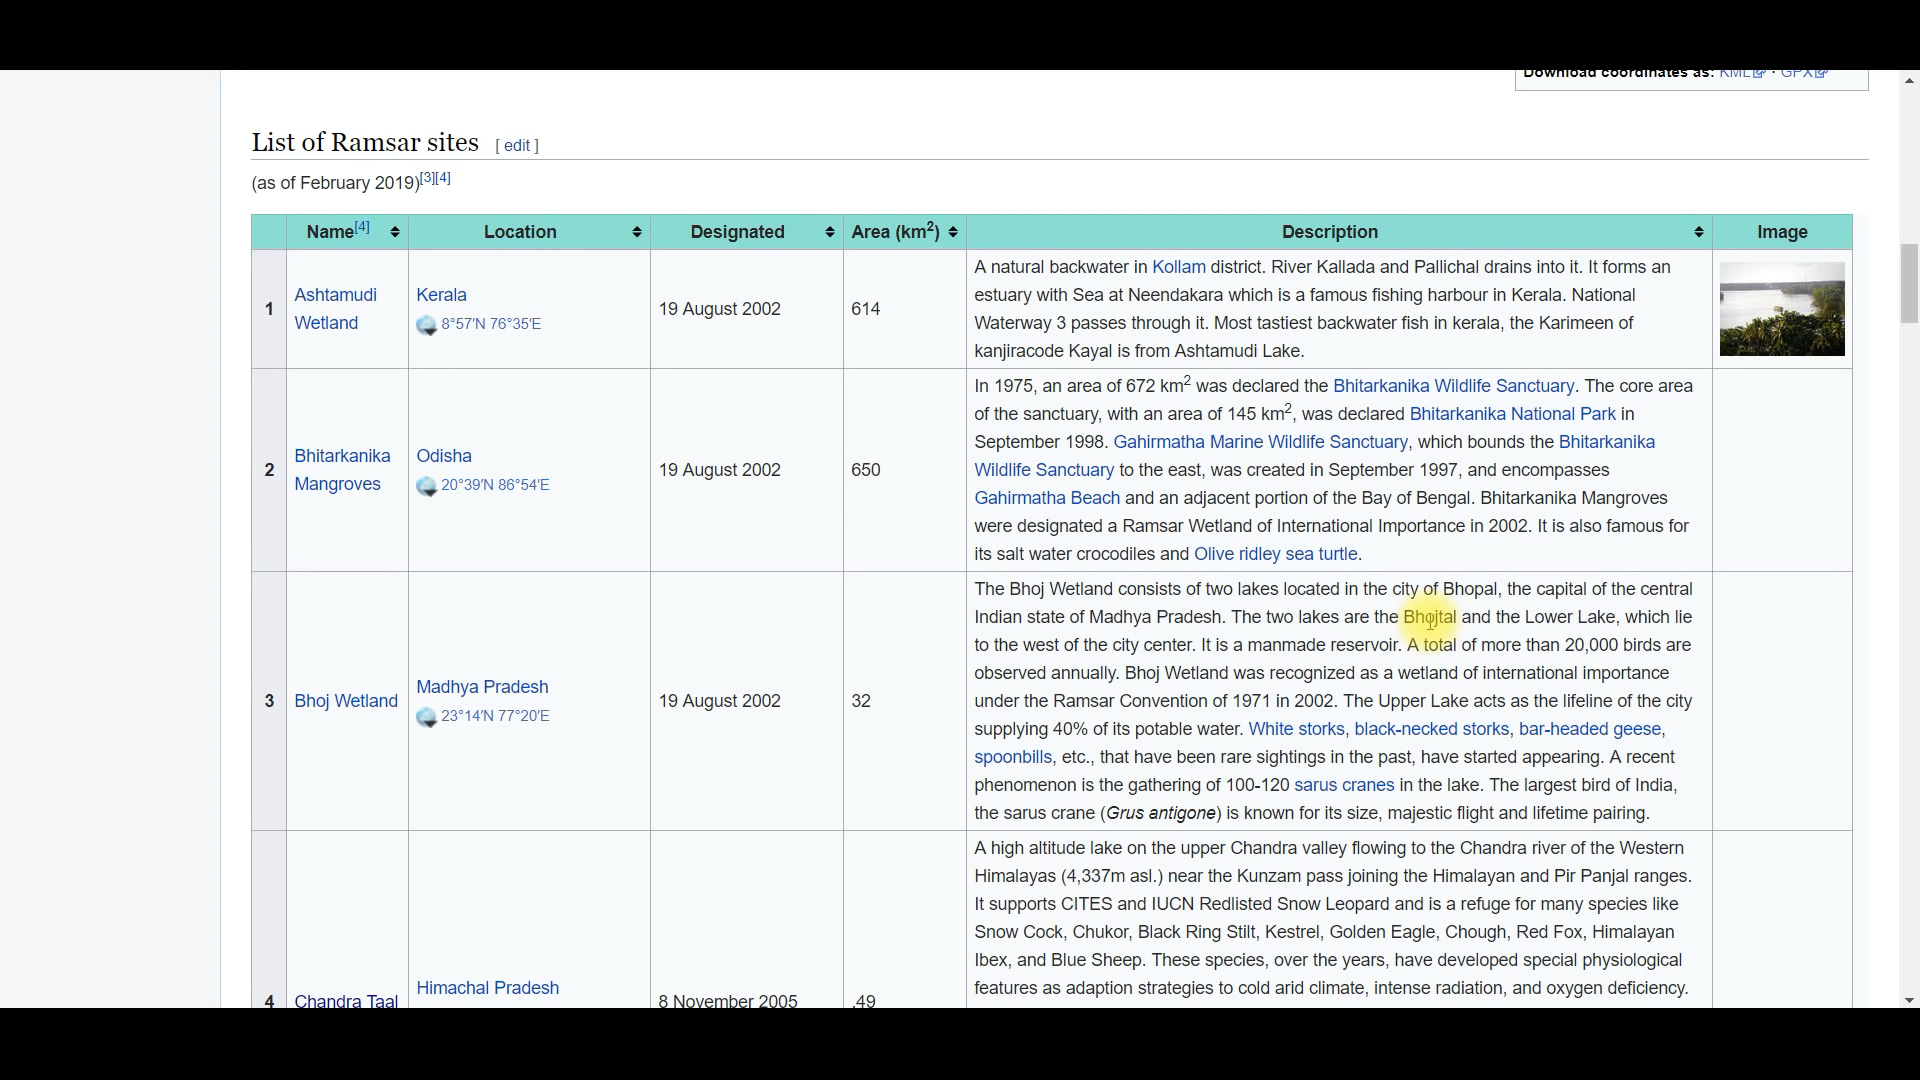 Download coordinates as: KML · GPX
List of Ramsar sites [ edit ]
(as of February 2019)[3][4]
Name[4] Location Designated Area (km2) Description Image
1
Ashtamudi
Wetland
Kerala
8°57′N 76°35′E
19 August 2002
614
A natural backwater in Kollam district. River Kallada and Pallichal drains into it. It forms an
estuary with Sea at Neendakara which is a famous fishing harbour in Kerala. National
Waterway 3 passes through it. Most tastiest backwater fish in kerala, the Karimeen of
kanjiracode Kayal is from Ashtamudi Lake.
2
Bhitarkanika
Mangroves
Odisha
20°39′N 86°54′E
19 August 2002
650
In 1975, an area of 672 km2 was declared the Bhitarkanika Wildlife Sanctuary. The core area
of the sanctuary, with an area of 145 km2, was declared Bhitarkanika National Park in
September 1998. Gahirmatha Marine Wildlife Sanctuary, which bounds the Bhitarkanika
Wildlife Sanctuary to the east, was created in September 1997, and encompasses
Gahirmatha Beach and an adjacent portion of the Bay of Bengal. Bhitarkanika Mangroves
were designated a Ramsar Wetland of International Importance in 2002. It is also famous for
its salt water crocodiles and Olive ridley sea turtle.
3
Bhoj Wetland
Madhya Pradesh
23°14′N 77°20′E
19 August 2002
32
The Bhoj Wetland consists of two lakes located in the city of Bhopal, the capital of the central
Indian state of Madhya Pradesh. The two lakes are the Bhojtal and the Lower Lake, which lie
to the west of the city center. It is a manmade reservoir. A total of more than 20,000 birds are
observed annually. Bhoj Wetland was recognized as a wetland of international importance
under the Ramsar Convention of 1971 in 2002. The Upper Lake acts as the lifeline of the city
supplying 40% of its potable water. White storks, black-necked storks, bar-headed geese,
spoonbills, etc., that have been rare sightings in the past, have started appearing. A recent
phenomenon is the gathering of 100-120 sarus cranes in the lake. The largest bird of India,
the sarus crane (Grus antigone) is known for its size, majestic flight and lifetime pairing.
4
Chandra Taal
Himachal Pradesh
8 November 2005
.49
A high altitude lake on the upper Chandra valley flowing to the Chandra river of the Western
Himalayas (4,337m asl.) near the Kunzam pass joining the Himalayan and Pir Panjal ranges.
It supports CITES and IUCN Redlisted Snow Leopard and is a refuge for many species like
Snow Cock, Chukor, Black Ring Stilt, Kestrel, Golden Eagle, Chough, Red Fox, Himalayan
Ibex, and Blue Sheep. These species, over the years, have developed special physiological
features as adaption strategies to cold arid climate, intense radiation, and oxygen deficiency.